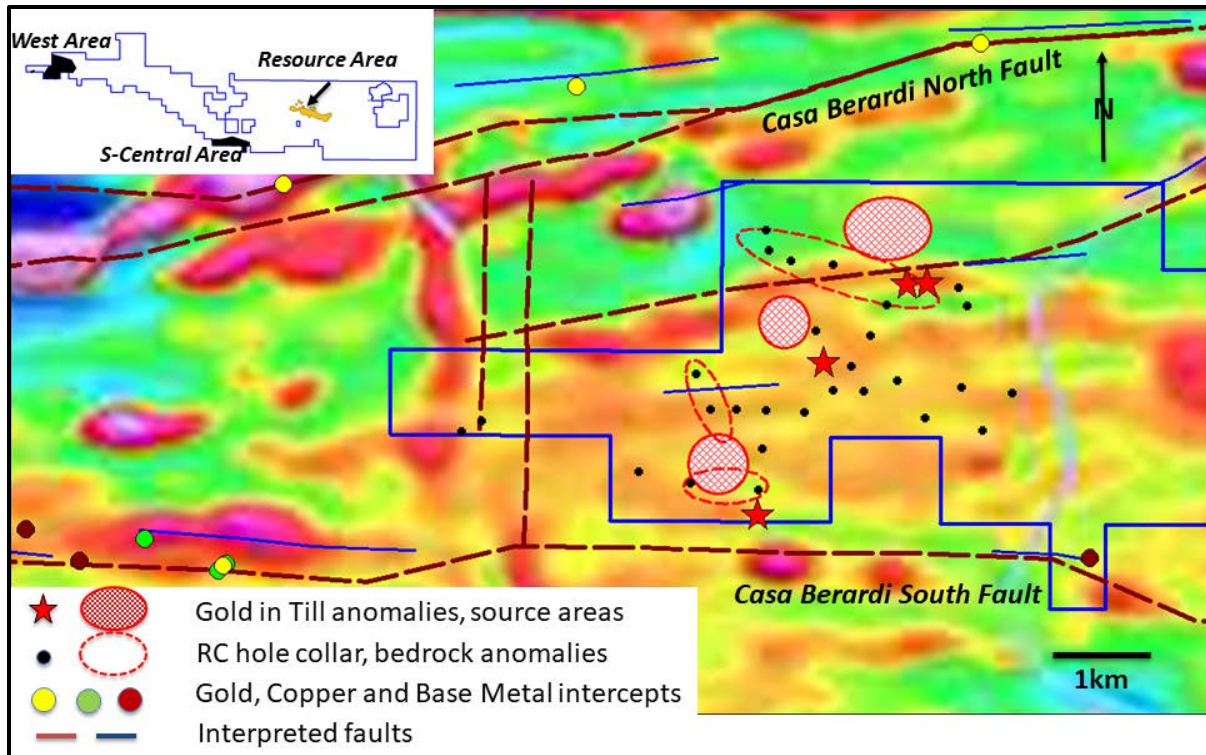 West Area
Resource Area
S-Central Area
Casa Berardi North Fault
N
Casa Berardi South Fault
1km
Gold in Till anomalies, source areas
RC hole collar, bedrock anomalies
Gold, Copper and Base Metal intercepts
Interpreted faults